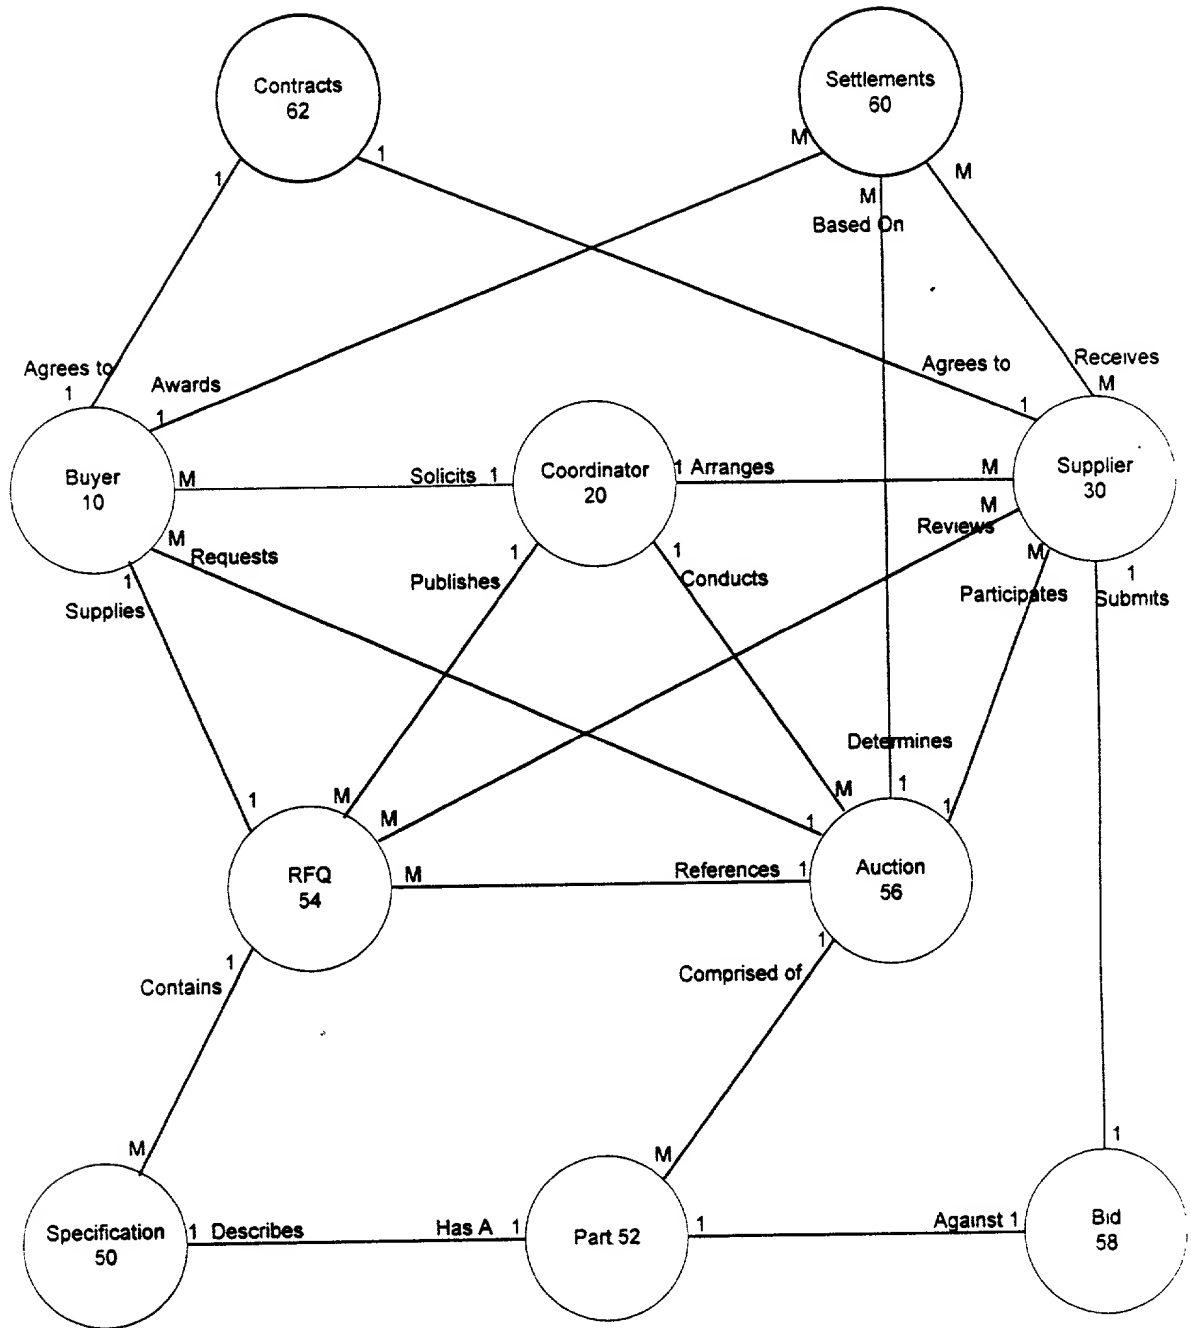 Contracts
62
Settlements
60
1
1
M
M
M
Based On
Agrees to
1
Awards
1
Agrees to
1
Receives
M
Buyer
10
M
Solicits 1
Coordinator
20
1 Arranges
M
Supplier
30
M
Requests
1
Supplies
1
Publishes
1
Conducts
M
Reviews
M
Participates
1
Submits
Determines
1
M
1
1
M
M
1
RFQ
54
M
References 1
Auction
56
1
Contains
1
Comprised of
M
M
1
Specification
50
1 Describes
Has A 1
Part 52
1
Against 1
Bid
58